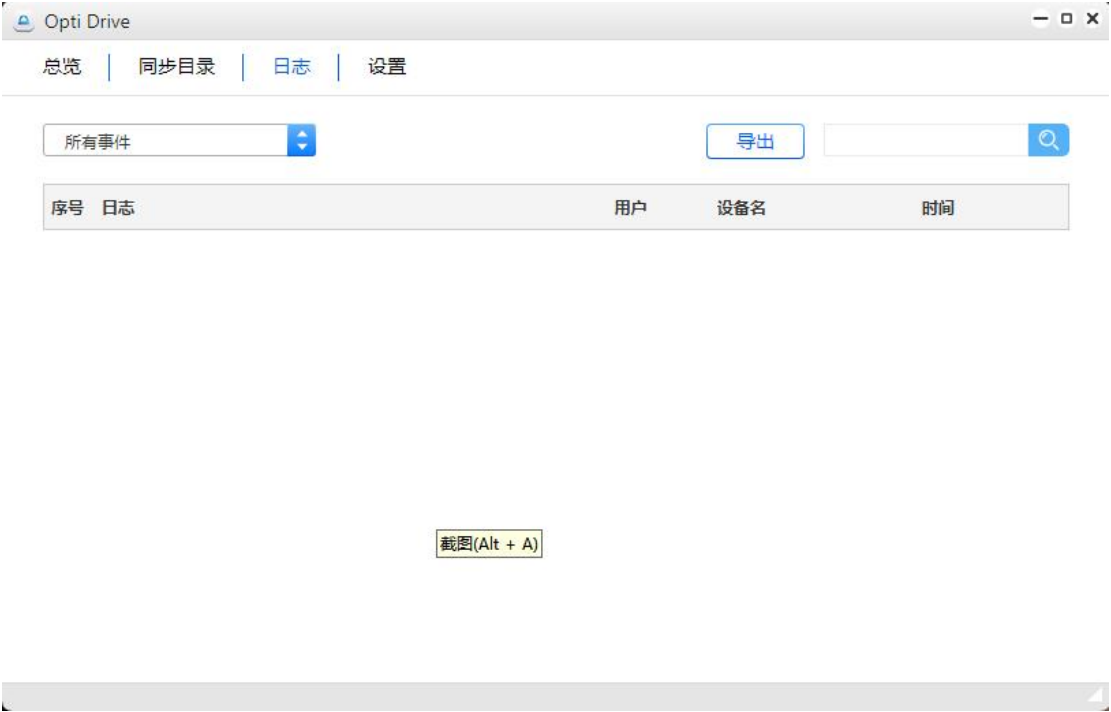 Opti Drive
总览 同步目录 日志 设置
所有事件 导出
序号 日志 用户 设备名 时间
截图(Alt + A)